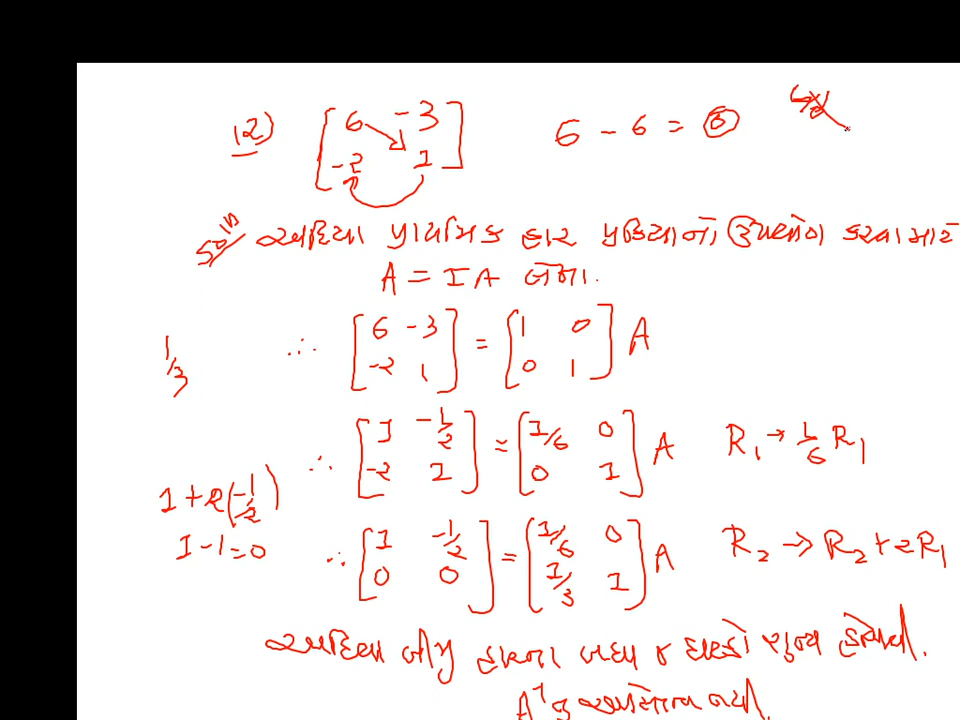 12) [ 6 -3 ; -2 1 ] 6 - 6 = 0
Soln અહિયા પ્રાથમિક હાર પ્રક્રિયાનો ઉપયોગ કરવા માટે
A = IA લેતા.
1/3 ∴ [ 6 -3 ; -2 1 ] = [ 1 0 ; 0 1 ] A
∴ [ 1 -1/2 ; -2 1 ] = [ 1/6 0 ; 0 1 ] A R₁ → 1/6 R₁
1 + 2(-1/2)
1 - 1 = 0 ∴ [ 1 -1/2 ; 0 0 ] = [ 1/6 0 ; 1/3 1 ] A R₂ → R₂ + 2R₁
અહિયા બીજી હારના બધા જ ઘટકો શુન્ય હોવાથી.
A⁻¹ નુ અસ્તિત્વ નથી.